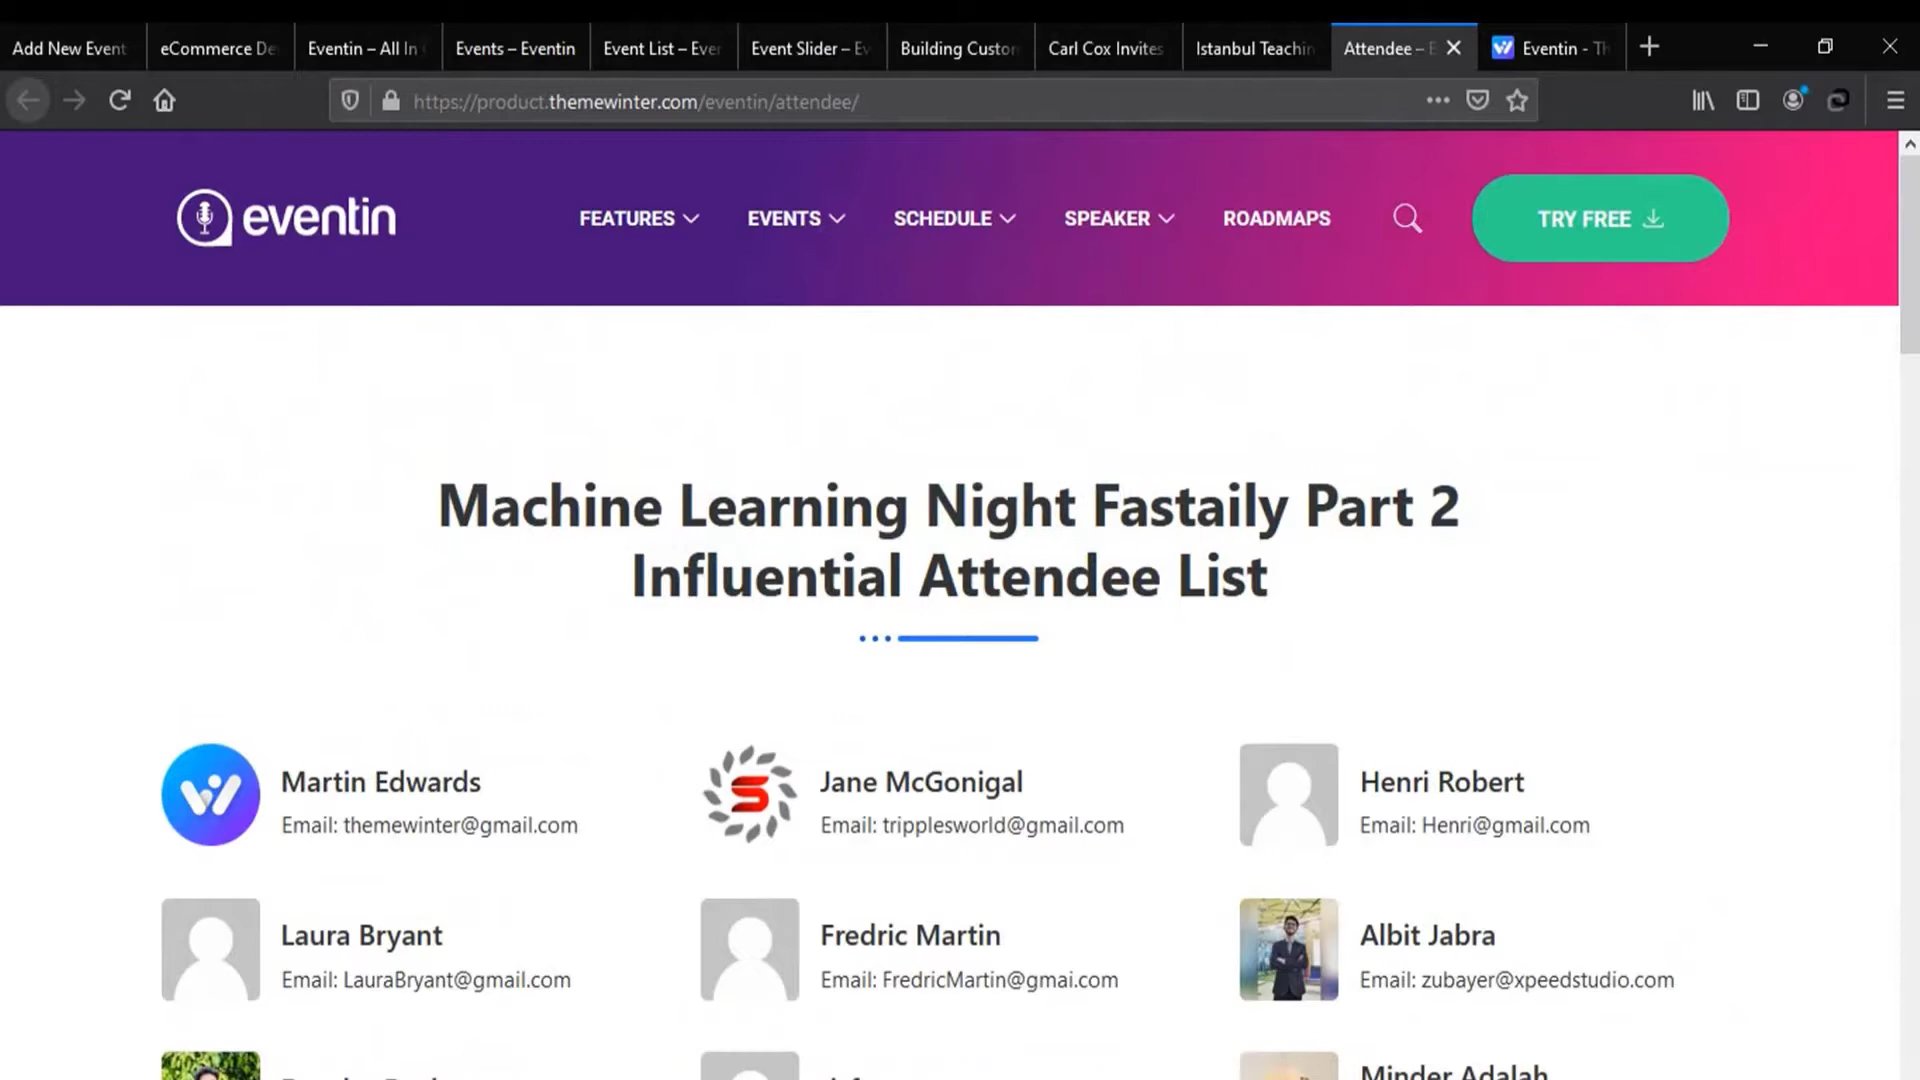 Add New Event
eCommerce De
Eventin – All In
Events – Eventin
Event List – Ever
Event Slider – Ev
Building Custom
Carl Cox Invites
Istanbul Teachin
Attendee – E
Eventin - Th
https://product.themewinter.com/eventin/attendee/
eventin
FEATURES
EVENTS
SCHEDULE
SPEAKER
ROADMAPS
TRY FREE
Machine Learning Night Fastaily Part 2
Influential Attendee List
Martin Edwards
Email: themewinter@gmail.com
Jane McGonigal
Email: tripplesworld@gmail.com
Henri Robert
Email: Henri@gmail.com
Laura Bryant
Email: LauraBryant@gmail.com
Fredric Martin
Email: FredricMartin@gmai.com
Albit Jabra
Email: zubayer@xpeedstudio.com
Minder Adalah